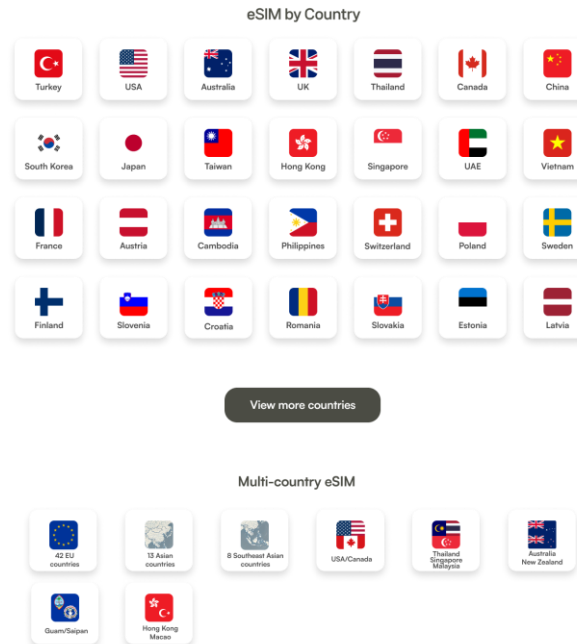 eSIM by Country
Turkey
USA
Australia
UK
Thailand
Canada
China
South Korea
Japan
Taiwan
Hong Kong
Singapore
UAE
Vietnam
France
Austria
Cambodia
Philippines
Switzerland
Poland
Sweden
Finland
Slovenia
Croatia
Romania
Slovakia
Estonia
Latvia
View more countries
Multi-country eSIM
42 EU
countries
13 Asian
countries
8 Southeast Asian
countries
USA/Canada
Thailand
Singapore
Malaysia
Australia
New Zealand
Guam/Saipan
Hong Kong
Macao